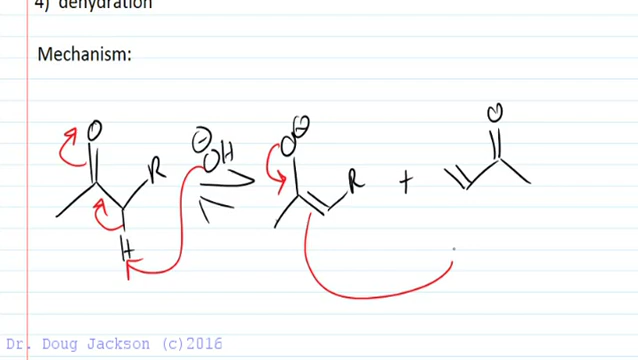 4) dehydration
Mechanism:
O ⊖ OH ⊖ O O
R R +
H
Dr. Doug Jackson (c)2016